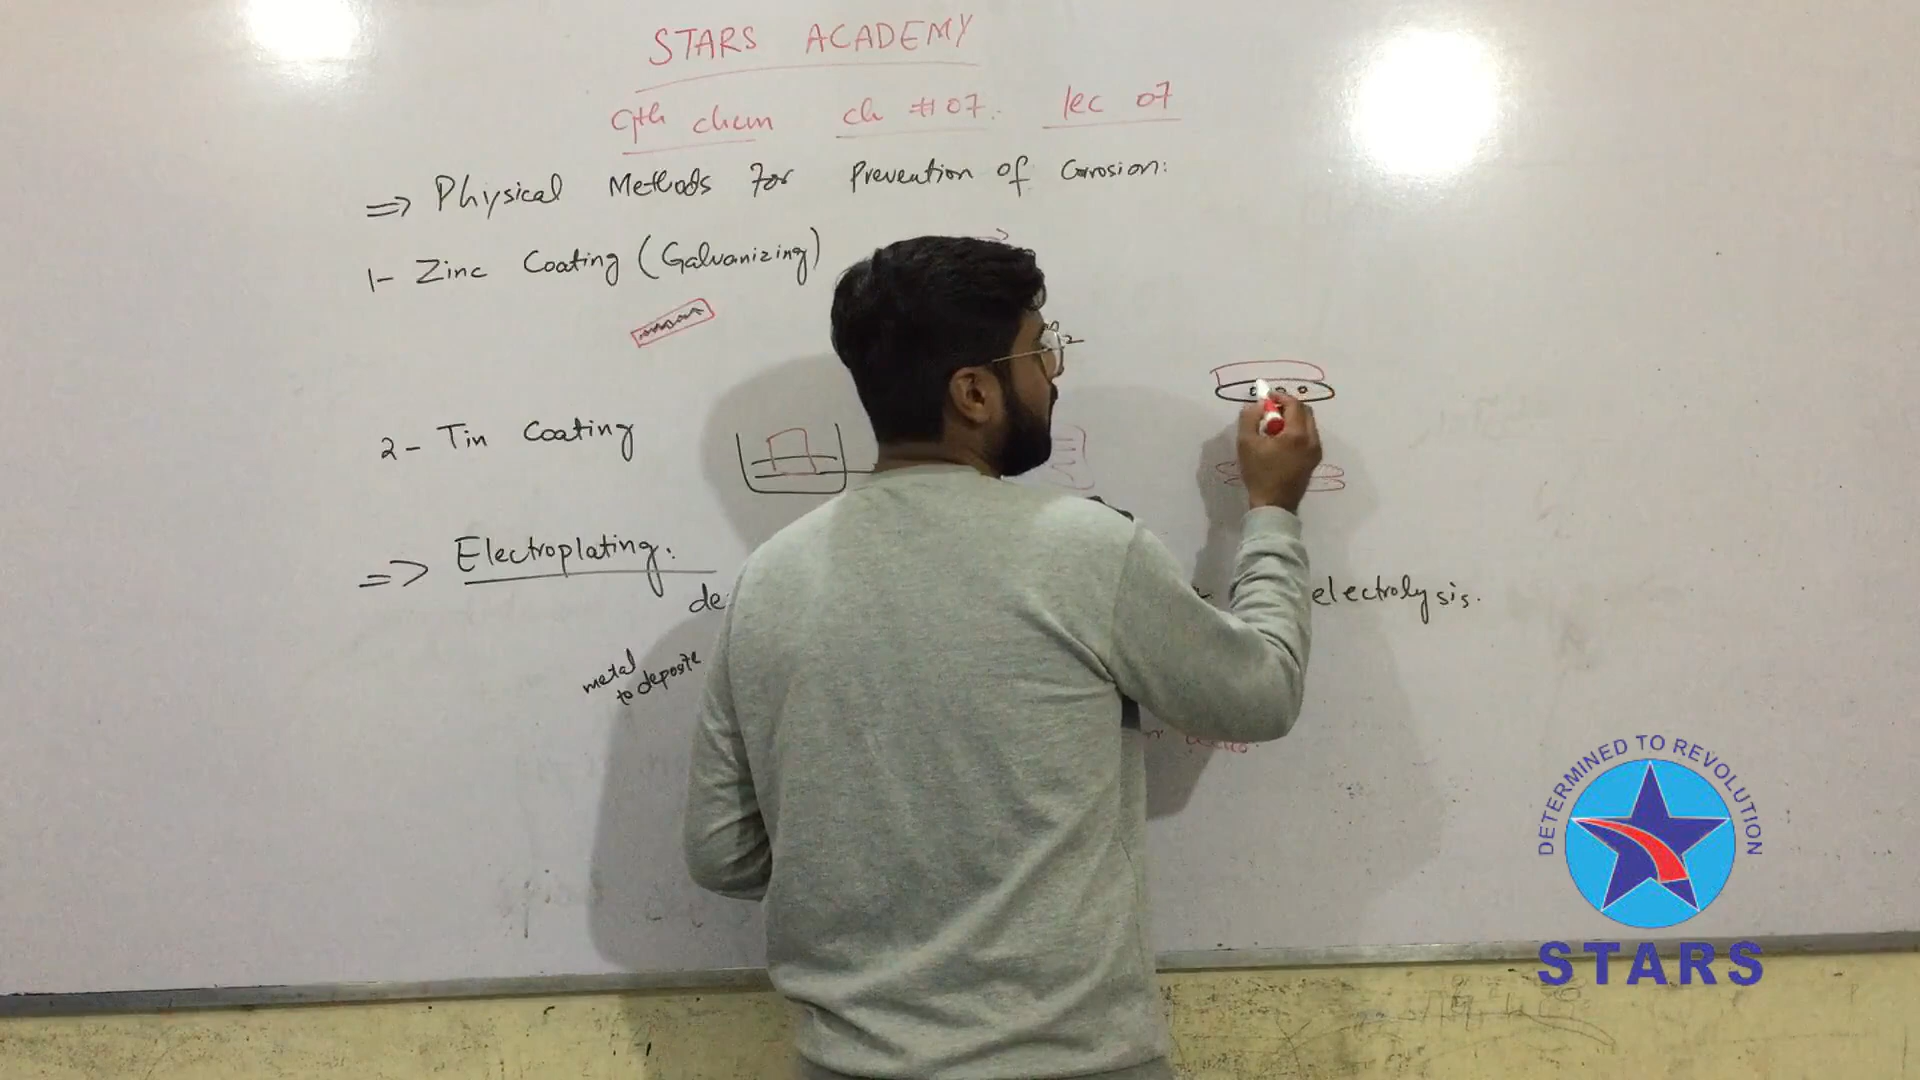 STARS ACADEMY
9th chem ch # 07. lec 07
=> Physical Methods For Prevention of Corrosion:
1- Zinc Coating (Galvanizing)
2- Tin Coating
=> Electroplating.
de electrolysis.
metal
to deposite
DETERMINED TO REVOLUTION
STARS